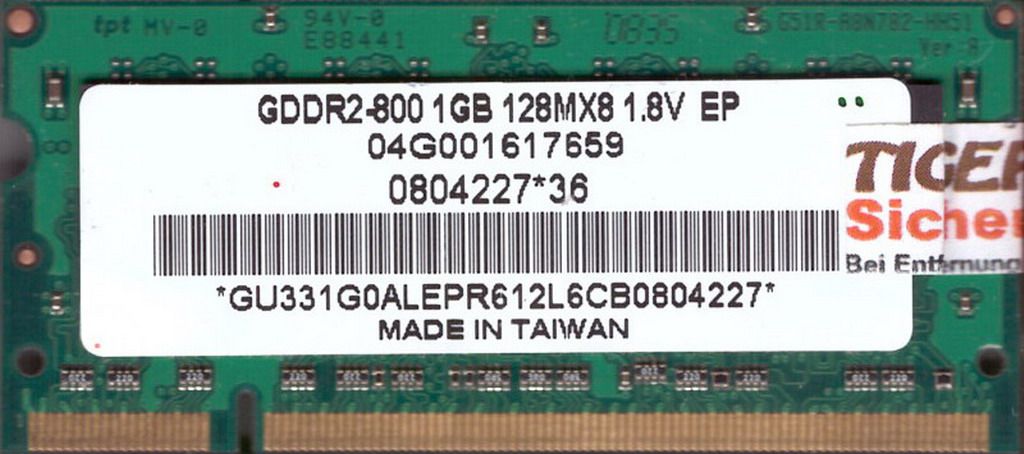 tpt MV-0
94V-0
E88441
0835
G51R-A8N782-HH51
Ver.A
GDDR2-800 1GB 128MX8 1.8V EP
04G001617659
0804227*36
*GU331G0ALEPR612L6CB0804227*
MADE IN TAIWAN
TIGER
Sicher
Bei Entfernung